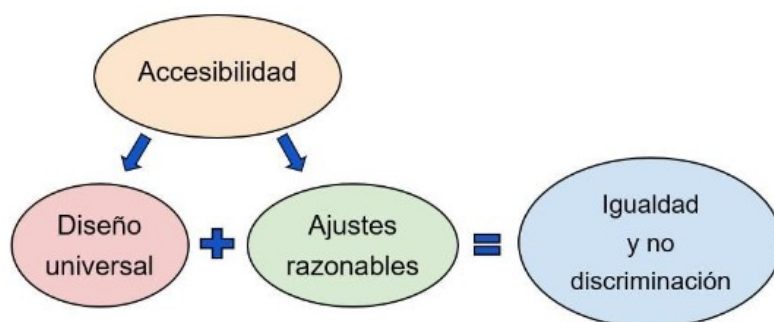 Accesibilidad
Diseño
universal
Ajustes
razonables
Igualdad
y no
discriminación